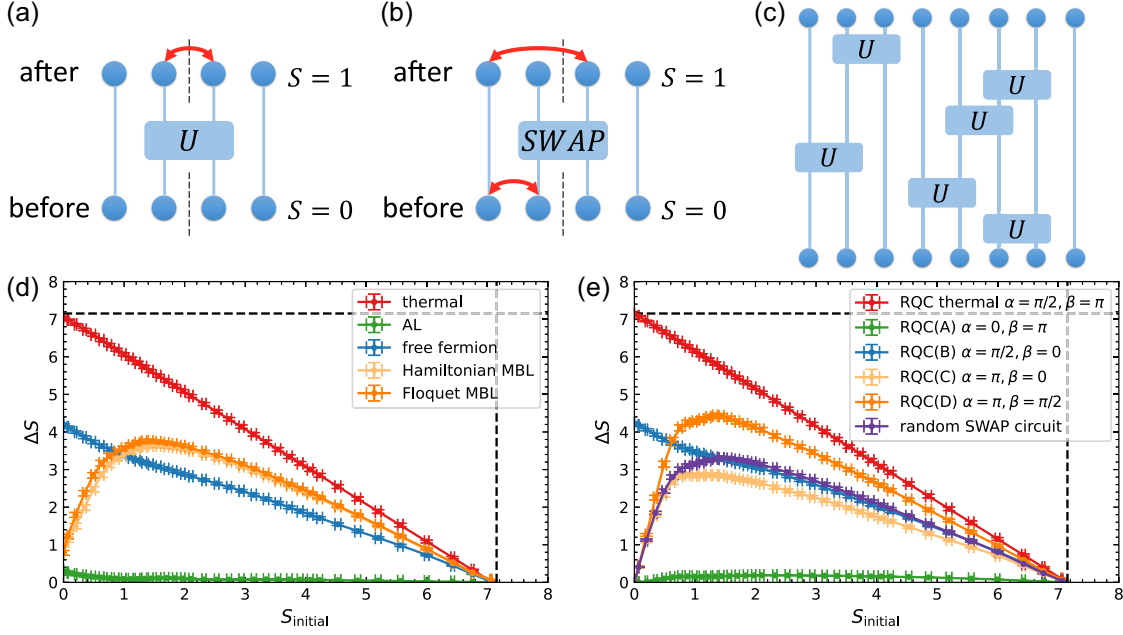 (a)
after
S = 1
U
before
S = 0
(b)
after
S = 1
SWAP
before
S = 0
(c)
U
U
U
U
U
U
(d)
8
7
6
5
4
3
2
1
0
ΔS
0 1 2 3 4 5 6 7 8
S_initial
thermal
AL
free fermion
Hamiltonian MBL
Floquet MBL
(e)
8
7
6
5
4
3
2
1
0
ΔS
0 1 2 3 4 5 6 7 8
S_initial
RQC thermal α = π/2, β = π
RQC(A) α = 0, β = π
RQC(B) α = π/2, β = 0
RQC(C) α = π, β = 0
RQC(D) α = π, β = π/2
random SWAP circuit